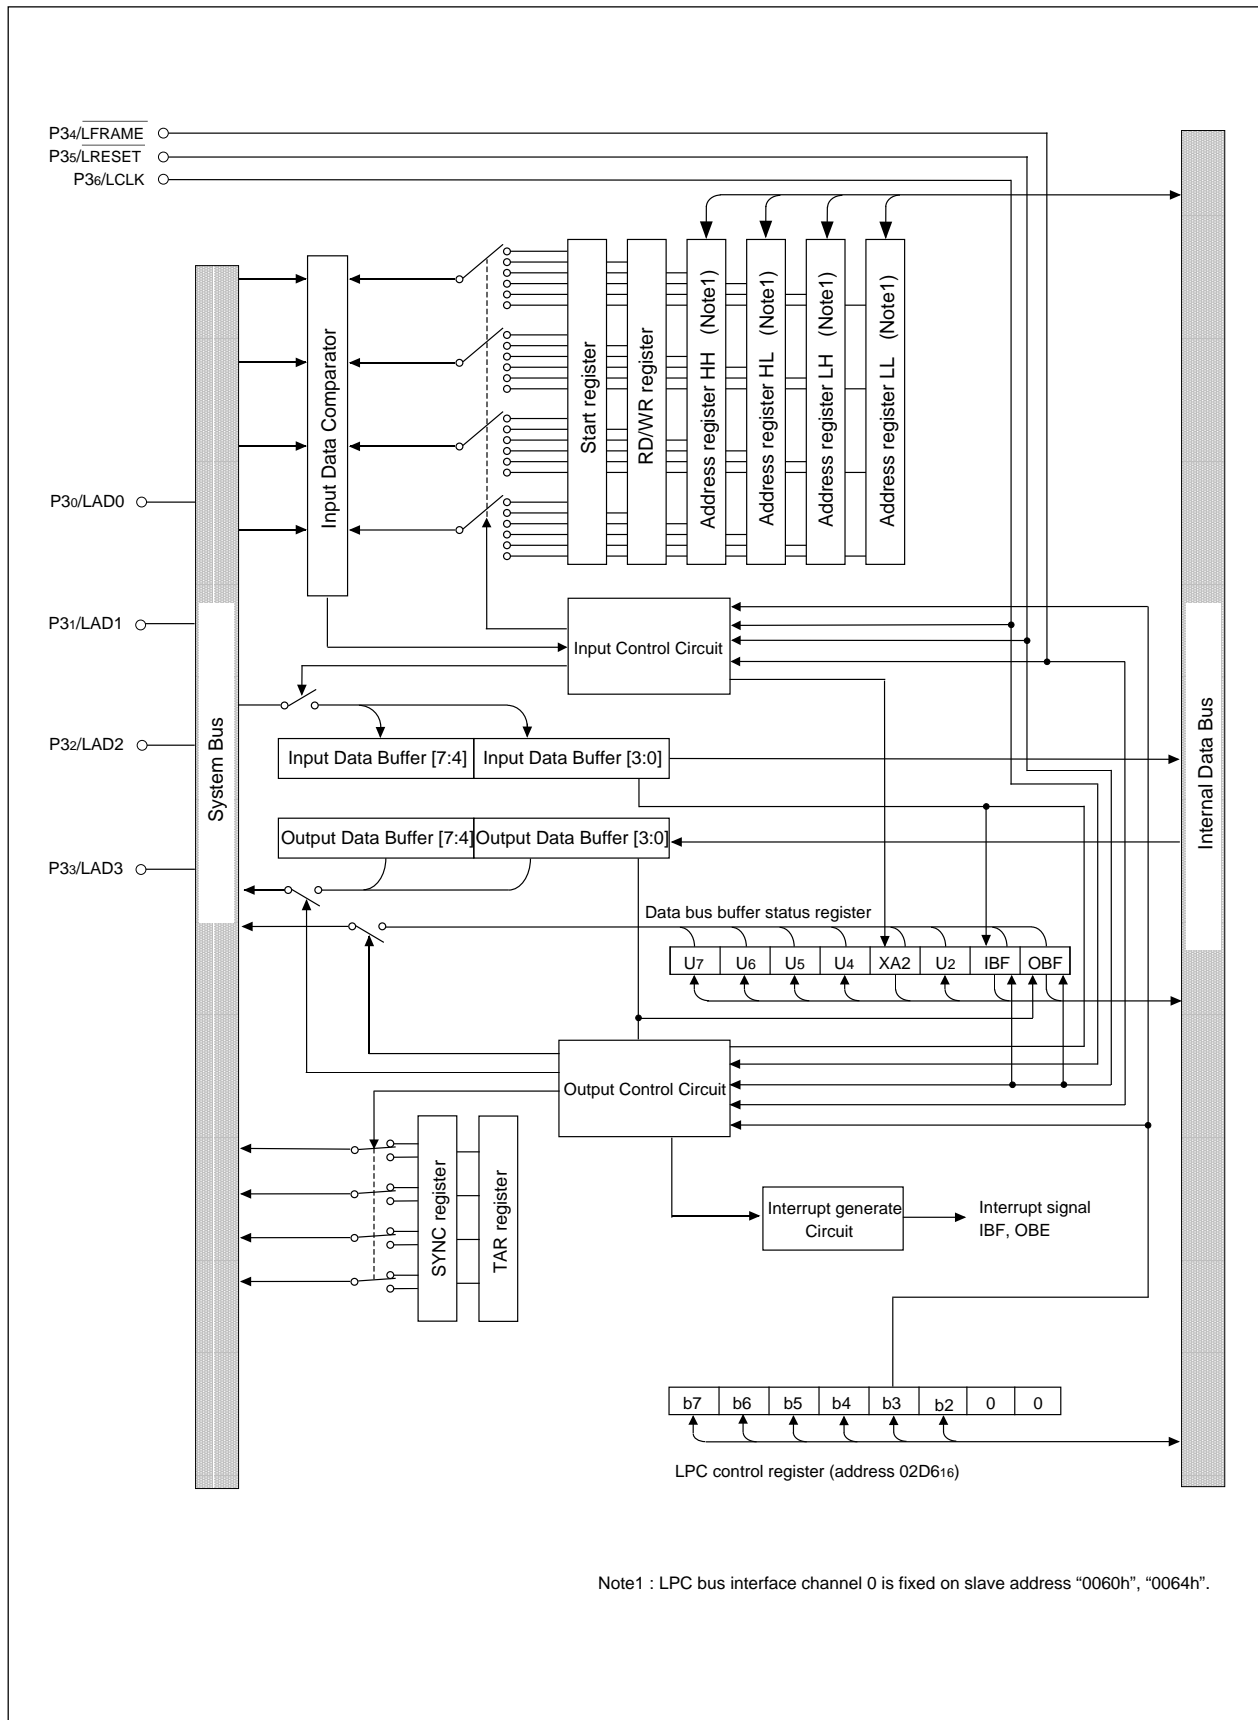 P34/LFRAME
P35/LRESET
P36/LCLK
P30/LAD0
P31/LAD1
P32/LAD2
P33/LAD3
System Bus
Input Data Comparator
Start register
RD/WR register
Address register HH (Note1)
Address register HL (Note1)
Address register LH (Note1)
Address register LL (Note1)
Internal Data Bus
Input Control Circuit
Input Data Buffer [7:4]
Input Data Buffer [3:0]
Output Data Buffer [7:4]
Output Data Buffer [3:0]
Data bus buffer status register
U7 U6 U5 U4 XA2 U2 IBF OBF
Output Control Circuit
SYNC register
TAR register
Interrupt generate
Circuit
Interrupt signal
IBF, OBE
b7 b6 b5 b4 b3 b2 0 0
LPC control register (address 02D616)
Note1 : LPC bus interface channel 0 is fixed on slave address “0060h”, “0064h”.